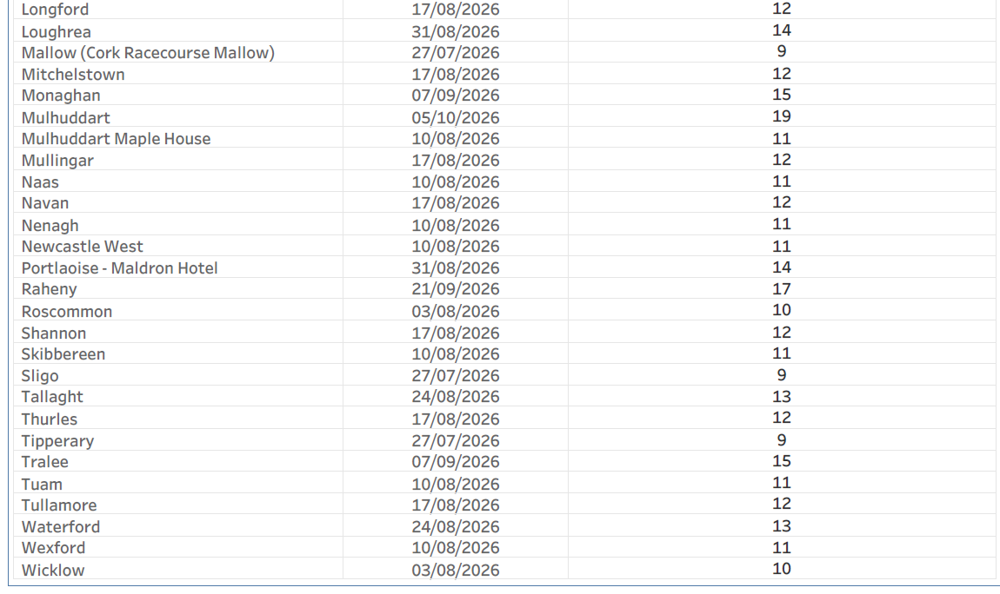 Longford 17/08/2026 12
Loughrea 31/08/2026 14
Mallow (Cork Racecourse Mallow) 27/07/2026 9
Mitchelstown 17/08/2026 12
Monaghan 07/09/2026 15
Mulhuddart 05/10/2026 19
Mulhuddart Maple House 10/08/2026 11
Mullingar 17/08/2026 12
Naas 10/08/2026 11
Navan 17/08/2026 12
Nenagh 10/08/2026 11
Newcastle West 10/08/2026 11
Portlaoise - Maldron Hotel 31/08/2026 14
Raheny 21/09/2026 17
Roscommon 03/08/2026 10
Shannon 17/08/2026 12
Skibbereen 10/08/2026 11
Sligo 27/07/2026 9
Tallaght 24/08/2026 13
Thurles 17/08/2026 12
Tipperary 27/07/2026 9
Tralee 07/09/2026 15
Tuam 10/08/2026 11
Tullamore 17/08/2026 12
Waterford 24/08/2026 13
Wexford 10/08/2026 11
Wicklow 03/08/2026 10